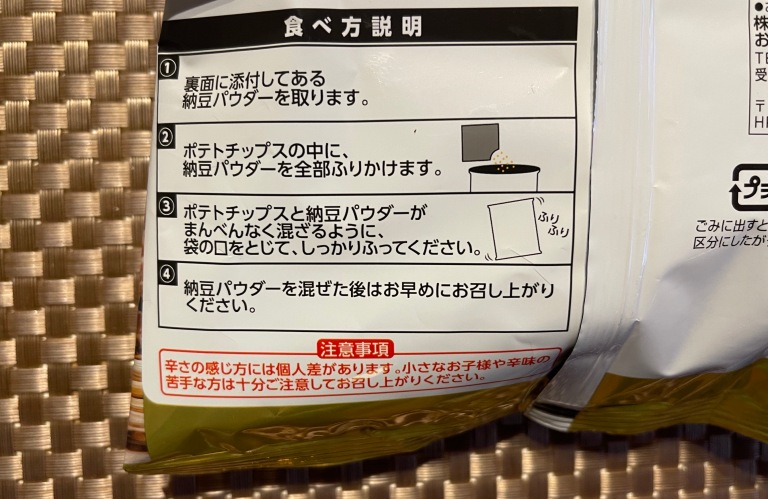 食べ方説明
①
裏面に添付してある
納豆パウダーを取ります。
②
ポテトチップスの中に、
納豆パウダーを全部ふりかけます。
③
ポテトチップスと納豆パウダーが
まんべんなく混ざるように、
袋の口をとじて、しっかりふってください。
ふり
ふり
④
納豆パウダーを混ぜた後はお早めにお召し上がり
ください。
注意事項
辛さの感じ方には個人差があります。小さなお子様や辛味の
苦手な方は十分ご注意してお召し上がりください。
株
お
受
〒
プラ
ごみに出すと
区分にしたが